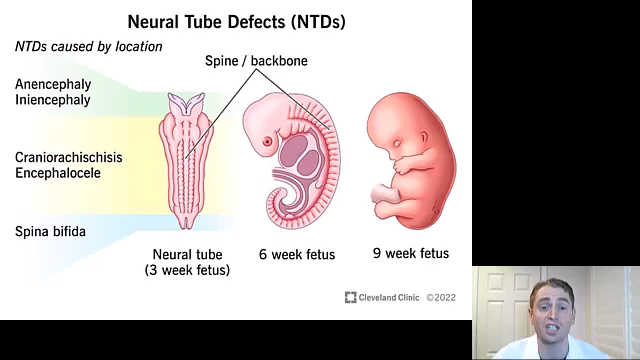 Neural Tube Defects (NTDs)
NTDs caused by location
Spine / backbone
Anencephaly
Iniencephaly
Craniorachischisis
Encephalocele
Spina bifida
Neural tube
(3 week fetus)
6 week fetus
9 week fetus
Cleveland Clinic ©2022